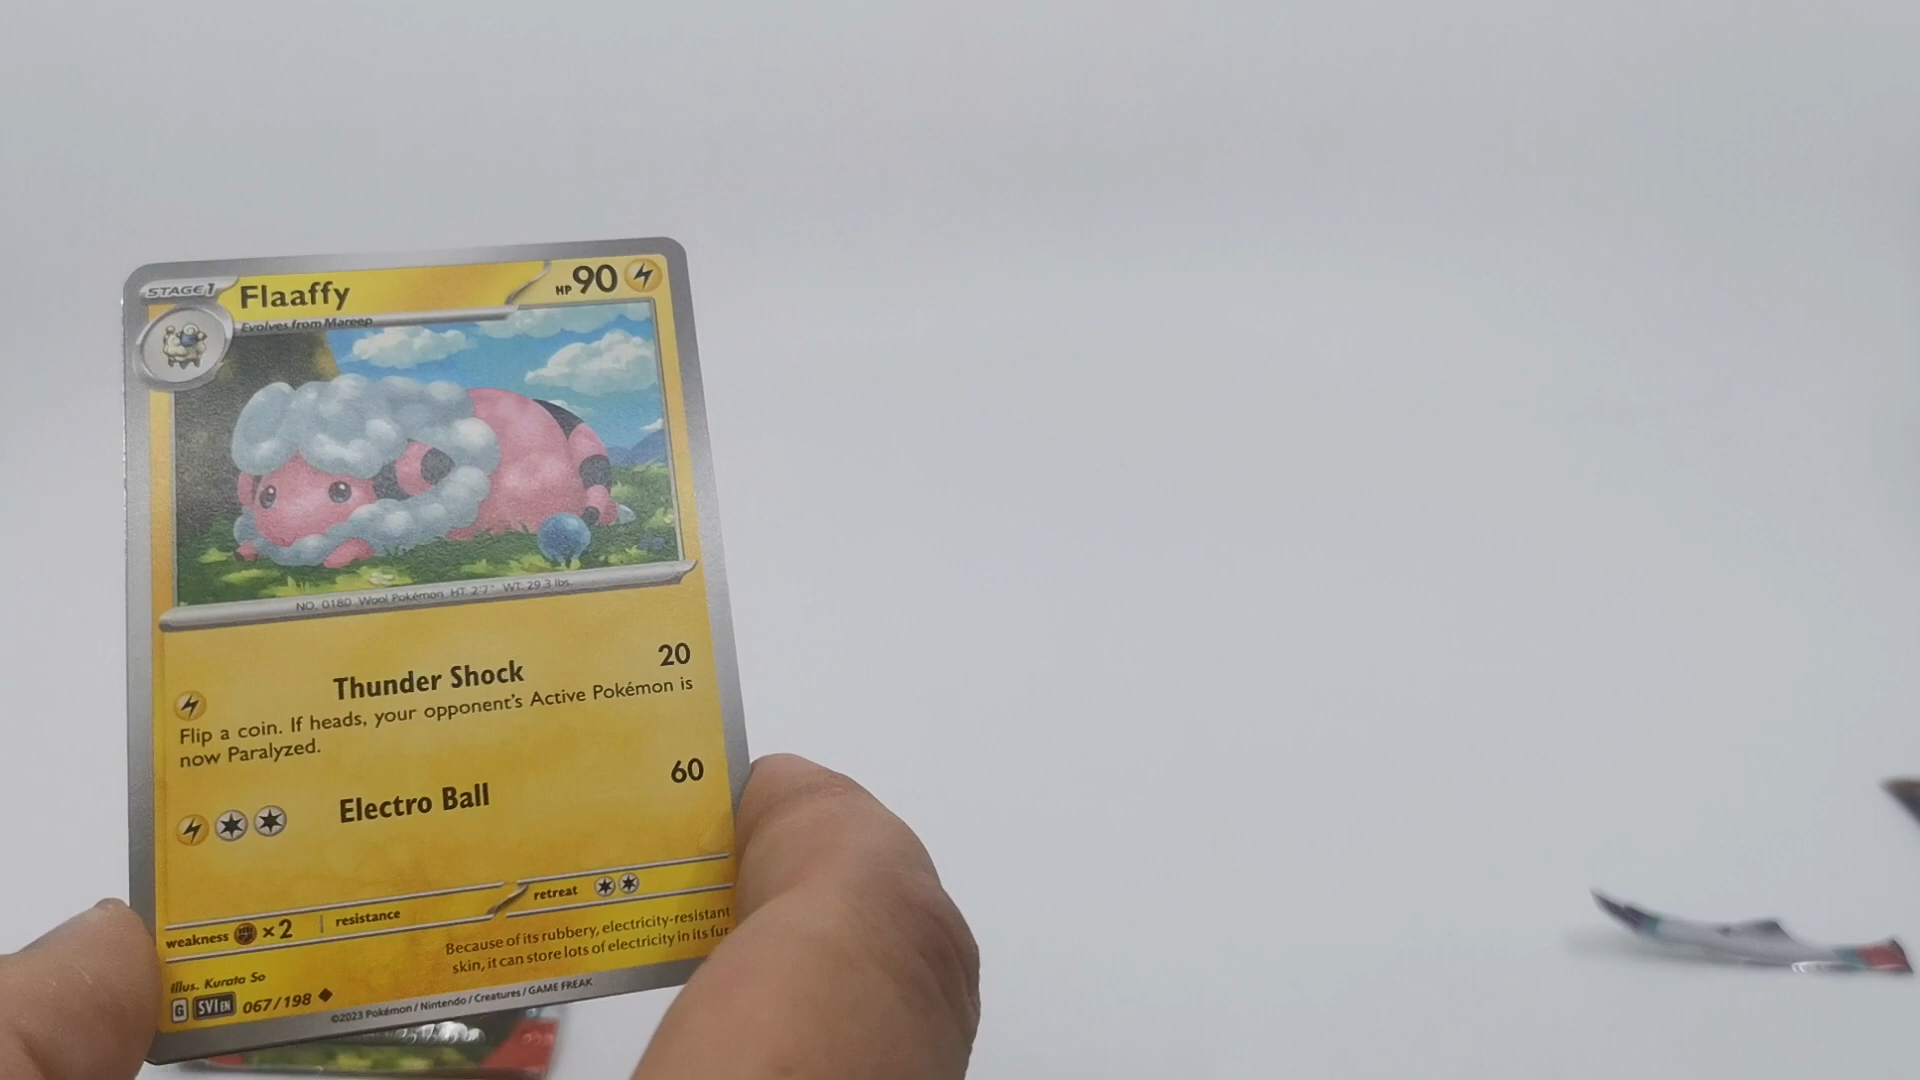 STAGE 1 Flaaffy HP 90
Evolves from Mareep
NO. 0180 Wool Pokémon HT: 2'7" WT: 29.3 lbs.
Thunder Shock 20
Flip a coin. If heads, your opponent's Active Pokémon is
now Paralyzed.
Electro Ball 60
weakness ×2 resistance retreat
Because of its rubbery, electricity-resistant
skin, it can store lots of electricity in its fur.
Illus. Kurata So
G SVI EN 067/198
©2023 Pokémon / Nintendo / Creatures / GAME FREAK